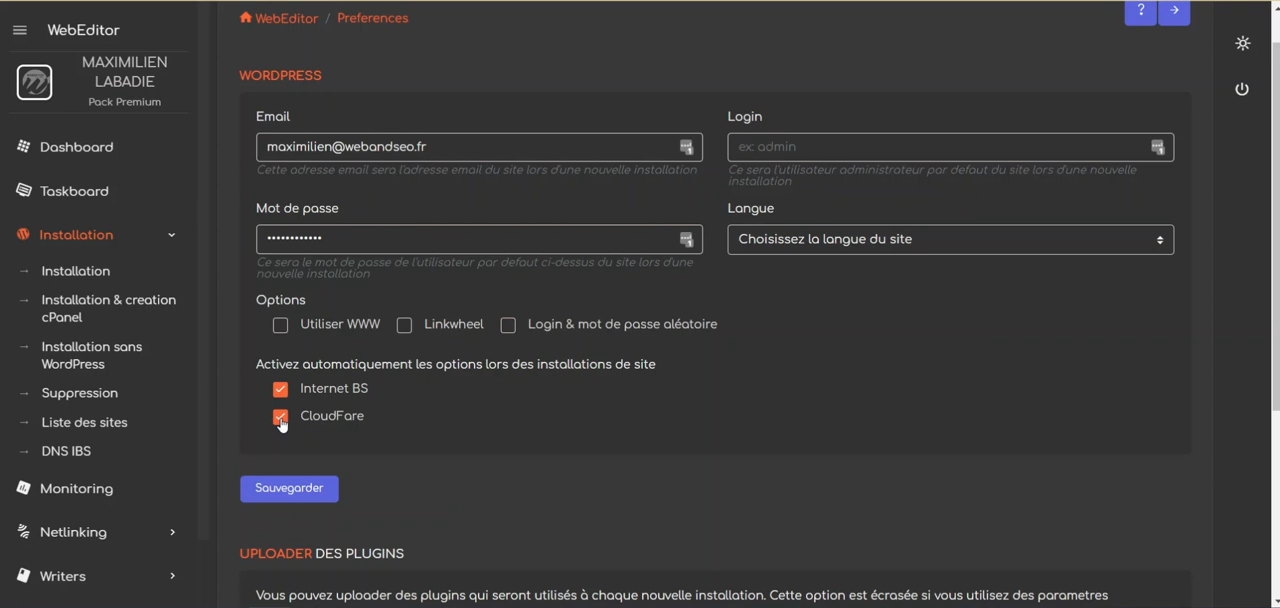 WebEditor
MAXIMILIEN
LABADIE
Pack Premium
Dashboard
Taskboard
Installation
Installation
Installation & creation
cPanel
Installation sans
WordPress
Suppression
Liste des sites
DNS IBS
Monitoring
Netlinking
Writers
WebEditor / Preferences
?
WORDPRESS
Email
maximilien@webandseo.fr
Cette adresse email sera l'adresse email du site lors d'une nouvelle installation
Login
ex: admin
Ce sera l'utilisateur administrateur par defaut du site lors d'une nouvelle
installation
Mot de passe
••••••••••••
Ce sera le mot de passe de l'utilisateur par defaut ci-dessus du site lors d'une
nouvelle installation
Langue
Choisissez la langue du site
Options
Utiliser WWW Linkwheel Login & mot de passe aléatoire
Activez automatiquement les options lors des installations de site
Internet BS
CloudFare
Sauvegarder
UPLOADER DES PLUGINS
Vous pouvez uploader des plugins qui seront utilisés à chaque nouvelle installation. Cette option est écrasée si vous utilisez des parametres